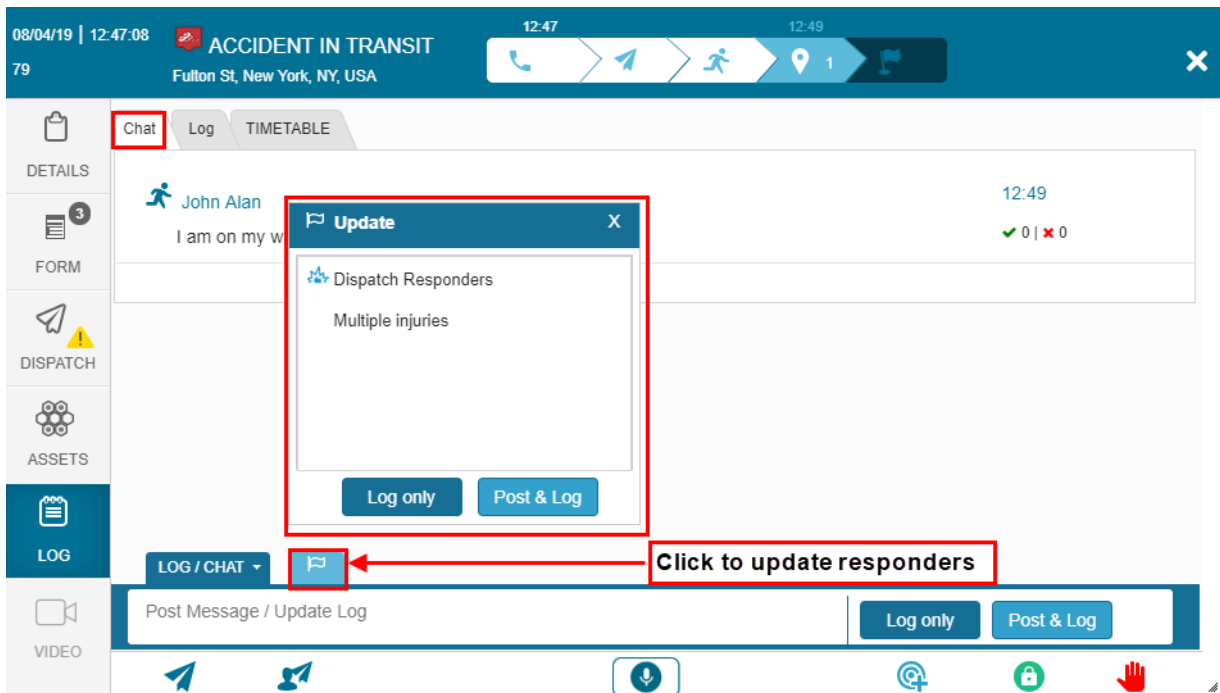 08/04/19 | 12:47:08
79
ACCIDENT IN TRANSIT
Fulton St, New York, NY, USA
12:47
12:49
1
DETAILS
3
FORM
DISPATCH
ASSETS
LOG
VIDEO
Chat
Log
TIMETABLE
John Alan
12:49
I am on my w
0 | 0
Update
X
Dispatch Responders
Multiple injuries
Log only
Post & Log
LOG / CHAT
Click to update responders
Post Message / Update Log
Log only
Post & Log